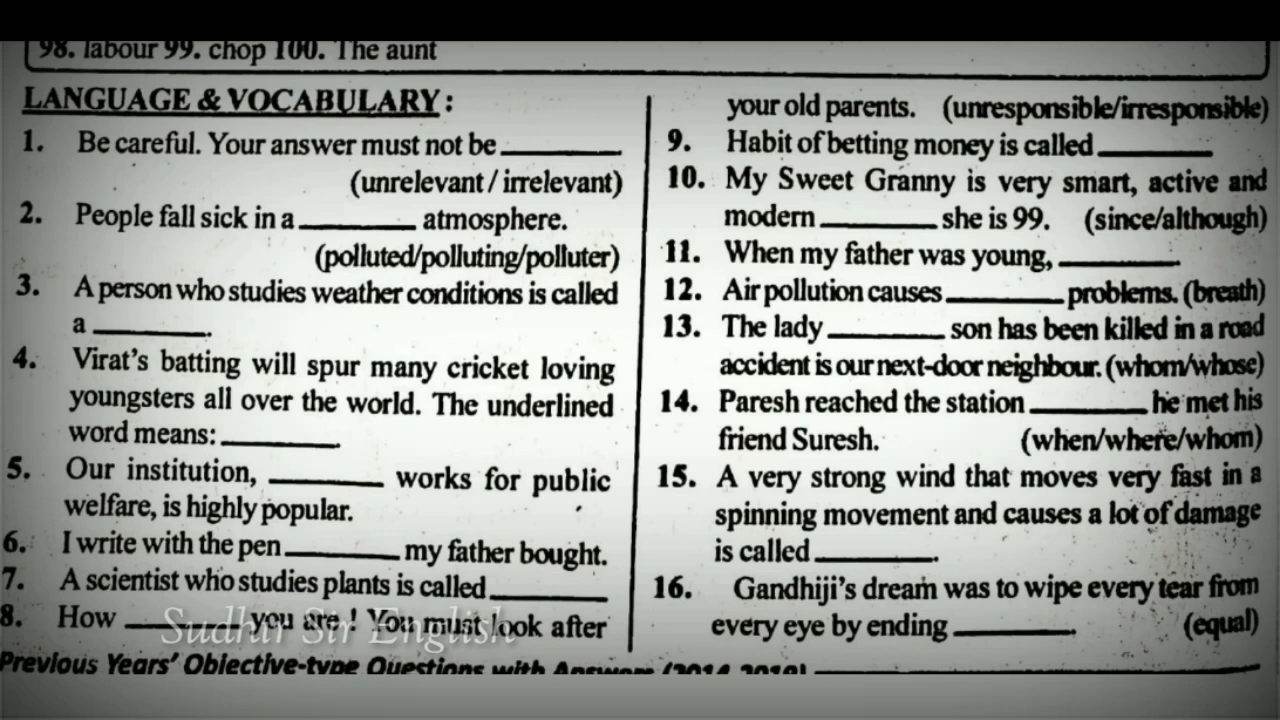 98. labour 99. chop 100. The aunt
LANGUAGE & VOCABULARY :
1. Be careful. Your answer must not be ________
(unrelevant / irrelevant)
2. People fall sick in a ________ atmosphere.
(polluted/polluting/polluter)
3. A person who studies weather conditions is called
a ________.
4. Virat's batting will spur many cricket loving
youngsters all over the world. The underlined
word means: ________
5. Our institution, ________ works for public
welfare, is highly popular.
6. I write with the pen ________ my father bought.
7. A scientist who studies plants is called ________
8. How ________ you are! You must look after
Sudhir Sir English
your old parents. (unresponsible/irresponsible)
9. Habit of betting money is called ________
10. My Sweet Granny is very smart, active and
modern ________ she is 99. (since/although)
11. When my father was young, ________.
12. Air pollution causes ________ problems. (breath)
13. The lady ________ son has been killed in a road
accident is our next-door neighbour. (whom/whose)
14. Paresh reached the station ________ he met his
friend Suresh. (when/where/whom)
15. A very strong wind that moves very fast in a
spinning movement and causes a lot of damage
is called ________.
16. Gandhiji's dream was to wipe every tear from
every eye by ending ________. (equal)
Previous Years' Objective-type Questions with Answers (2014-2019)